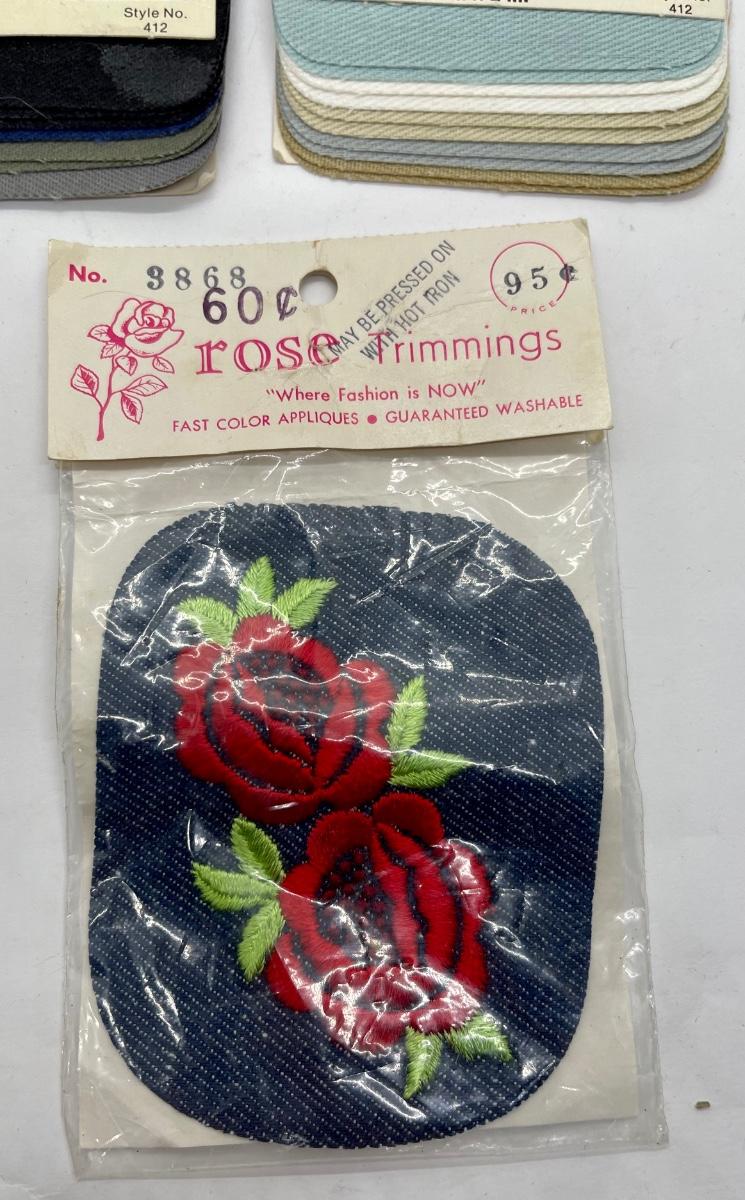 Style No.
412
412
No. 3868
60¢
MAY BE PRESSED ON
WITH HOT IRON
95¢
PRICE
rose Trimmings
"Where Fashion is NOW"
FAST COLOR APPLIQUES ● GUARANTEED WASHABLE